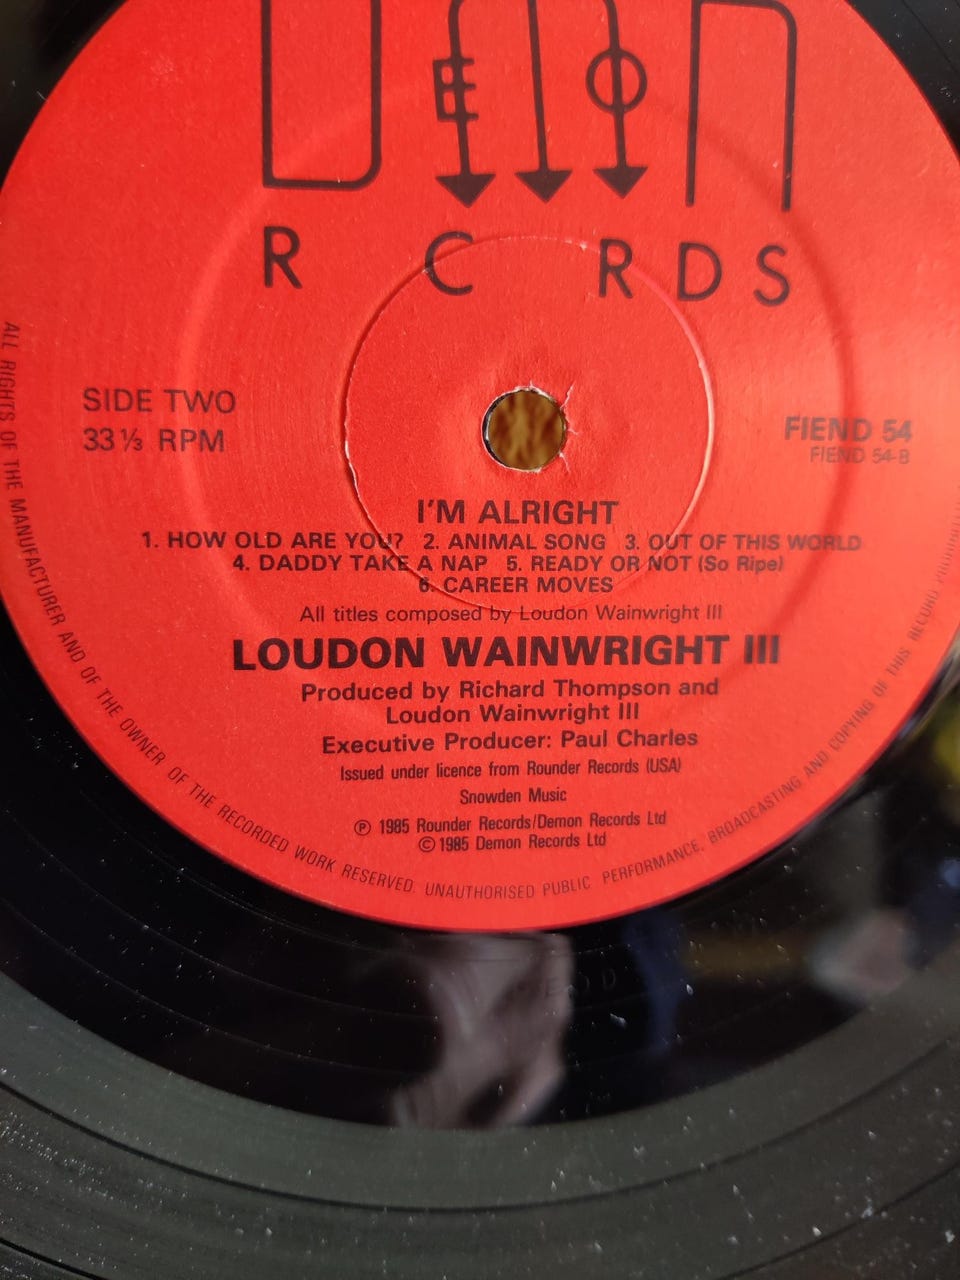 DEMON
RECORDS
SIDE TWO
33 ⅓ RPM
FIEND 54
FIEND 54-B
I'M ALRIGHT
1. HOW OLD ARE YOU? 2. ANIMAL SONG 3. OUT OF THIS WORLD
4. DADDY TAKE A NAP 5. READY OR NOT (So Ripe)
6. CAREER MOVES
All titles composed by Loudon Wainwright III
LOUDON WAINWRIGHT III
Produced by Richard Thompson and
Loudon Wainwright III
Executive Producer: Paul Charles
Issued under licence from Rounder Records (USA)
Snowden Music
Ⓟ 1985 Rounder Records/Demon Records Ltd
© 1985 Demon Records Ltd
ALL RIGHTS OF THE MANUFACTURER AND OF THE OWNER OF THE RECORDED WORK RESERVED. UNAUTHORISED PUBLIC PERFORMANCE, BROADCASTING AND COPYING OF THIS RECORD